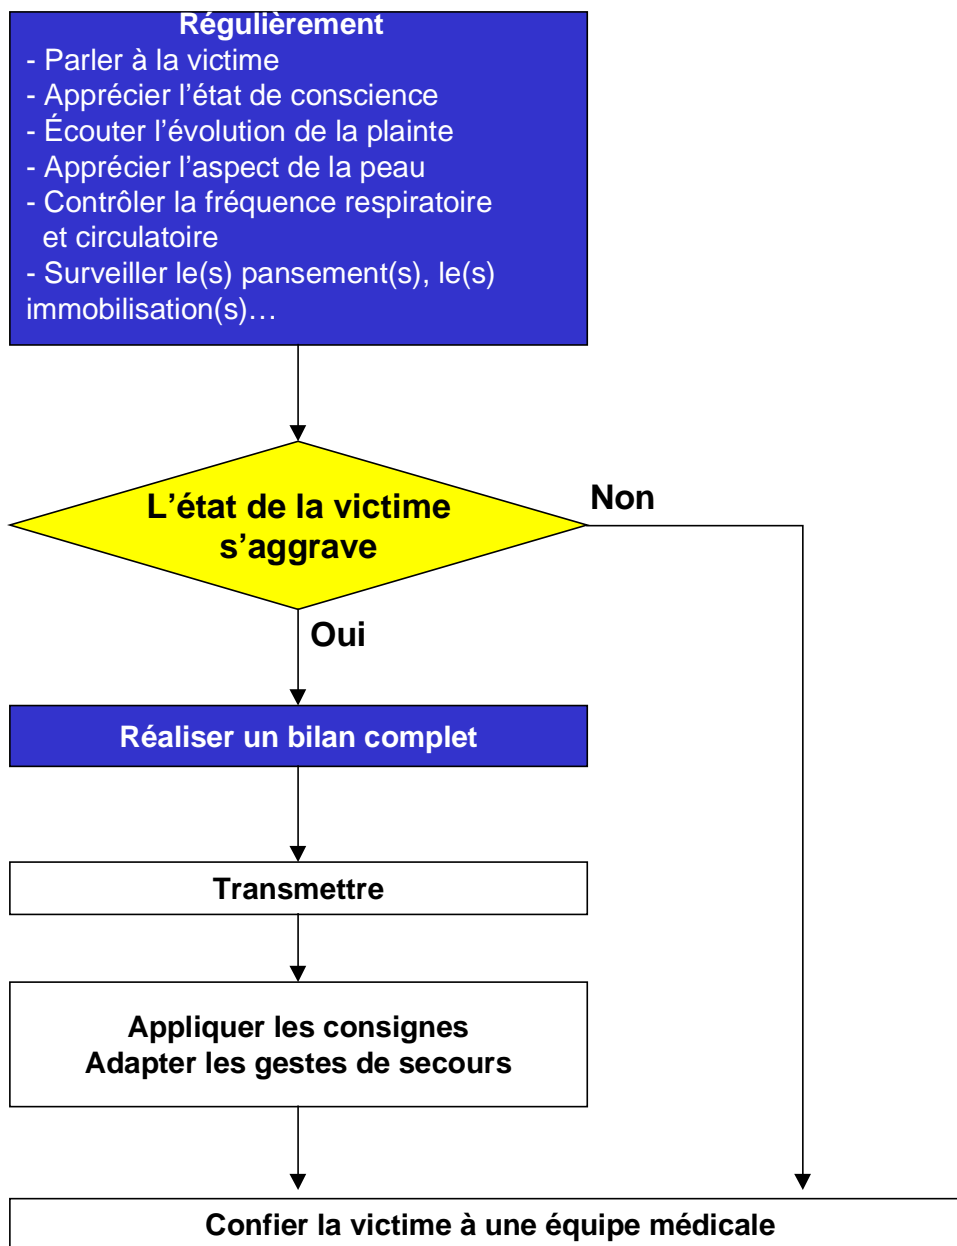 Régulièrement
- Parler à la victime
- Apprécier l’état de conscience
- Écouter l’évolution de la plainte
- Apprécier l’aspect de la peau
- Contrôler la fréquence respiratoire
et circulatoire
- Surveiller le(s) pansement(s), le(s)
immobilisation(s)…
L’état de la victime
s’aggrave
Non
Oui
Réaliser un bilan complet
Transmettre
Appliquer les consignes
Adapter les gestes de secours
Confier la victime à une équipe médicale